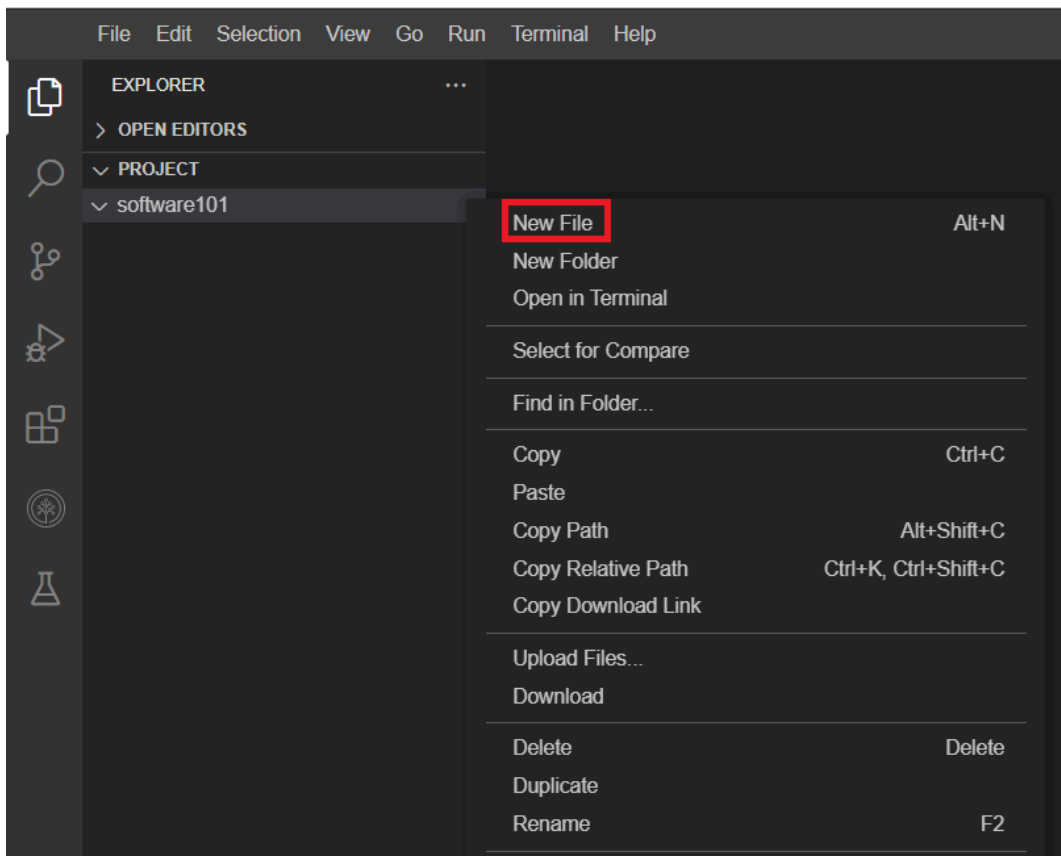 File Edit Selection View Go Run Terminal Help
EXPLORER
OPEN EDITORS
PROJECT
software101
New File Alt+N
New Folder
Open in Terminal
Select for Compare
Find in Folder...
Copy Ctrl+C
Paste
Copy Path Alt+Shift+C
Copy Relative Path Ctrl+K, Ctrl+Shift+C
Copy Download Link
Upload Files...
Download
Delete Delete
Duplicate
Rename F2